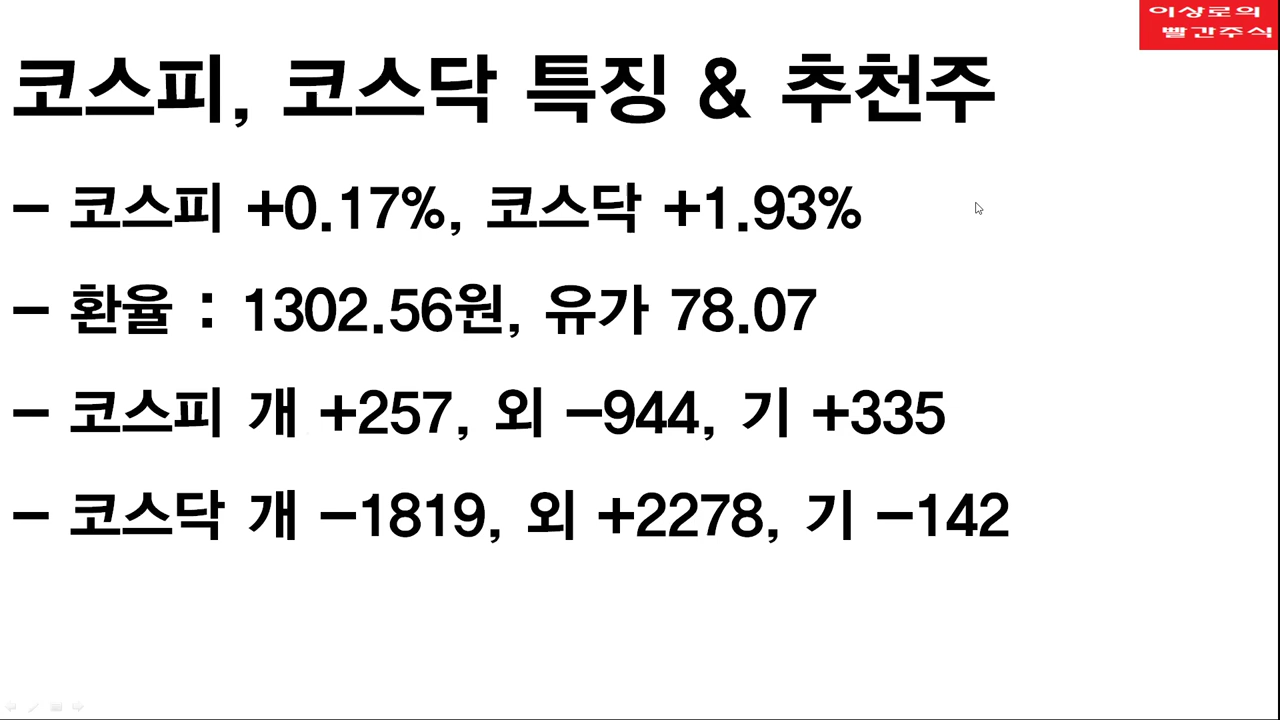 이상로의
빨간주식
코스피, 코스닥 특징 & 추천주
- 코스피 +0.17%, 코스닥 +1.93%
- 환율 : 1302.56원, 유가 78.07
- 코스피 개 +257, 외 -944, 기 +335
- 코스닥 개 -1819, 외 +2278, 기 -142